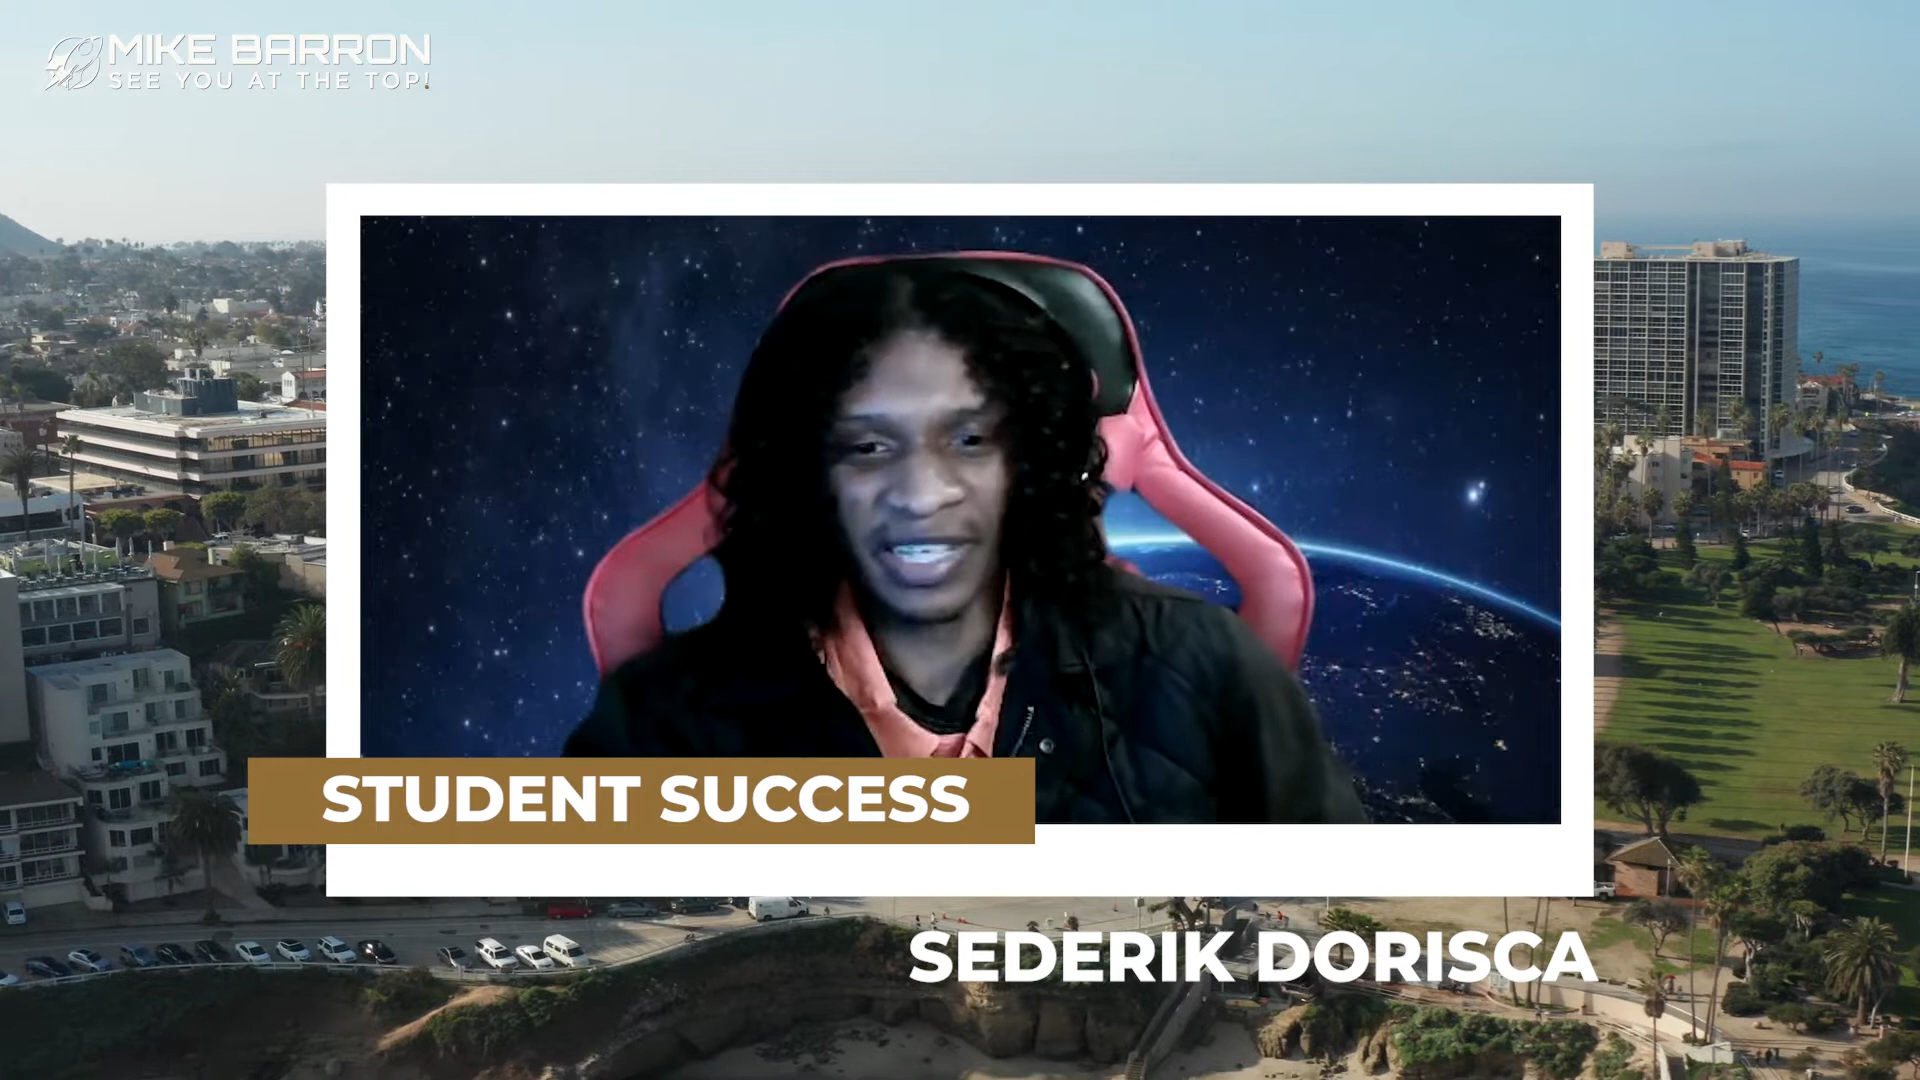 MIKE BARRON
SEE YOU AT THE TOP!
STUDENT SUCCESS
SEDERIK DORISCA